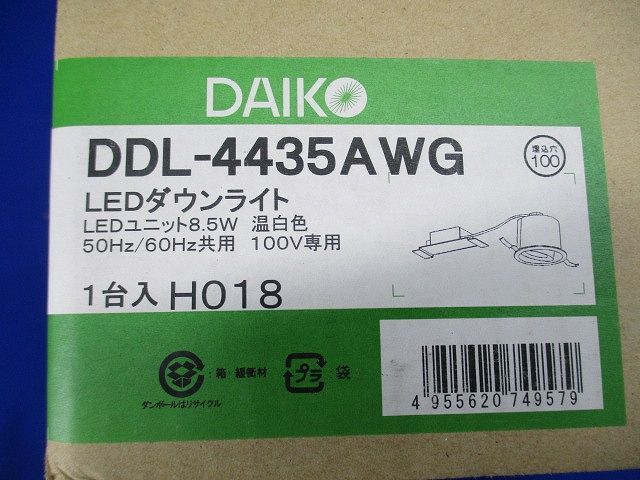 DAIKO
DDL-4435AWG
埋込穴
100
LEDダウンライト
LEDユニット8.5W 温白色
50Hz/60Hz共用 100V専用
1台入 H018
:箱・緩衝材
ダンボールはリサイクル
プラ
:袋
4 955620 749579